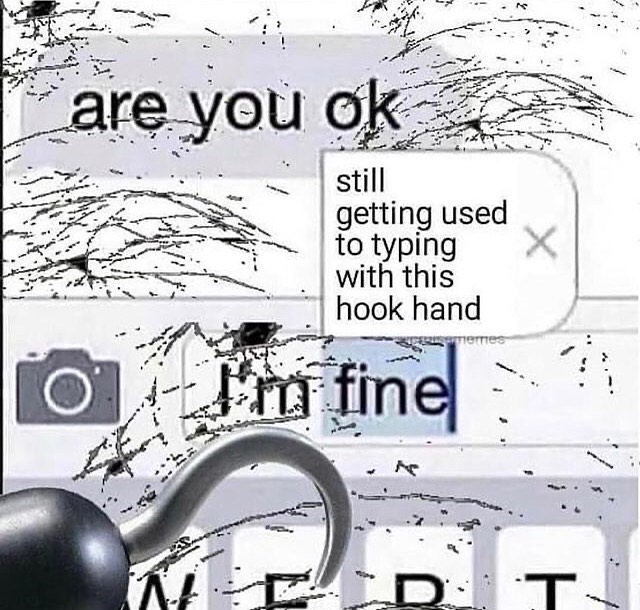 are you ok
still
getting used
to typing
with this
hook hand
I'm fine
W E R T